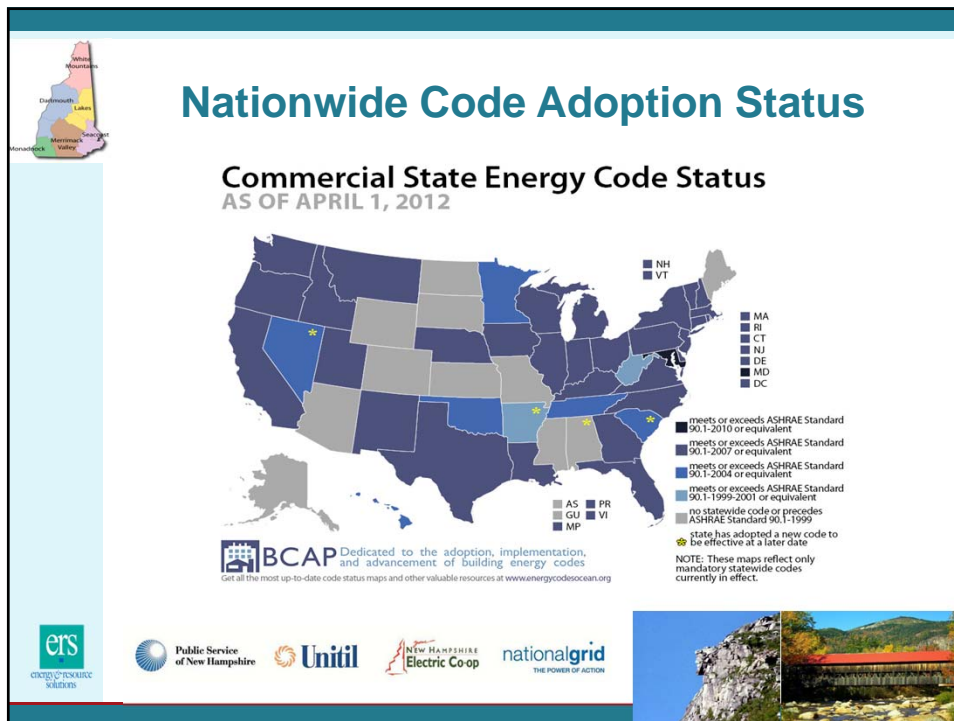 White
Mountains
Dartmouth
Lakes
Seacoast
Merrimack
Valley
Monadnock
Nationwide Code Adoption Status
Commercial State Energy Code Status
AS OF APRIL 1, 2012
NH
VT
MA
RI
CT
NJ
DE
MD
DC
meets or exceeds ASHRAE Standard
90.1-2010 or equivalent
meets or exceeds ASHRAE Standard
90.1-2007 or equivalent
meets or exceeds ASHRAE Standard
90.1-2004 or equivalent
meets or exceeds ASHRAE Standard
90.1-1999-2001 or equivalent
no statewide code or precedes
ASHRAE Standard 90.1-1999
state has adopted a new code to
be effective at a later date
NOTE: These maps reflect only
mandatory statewide codes
currently in effect.
AS PR
GU VI
MP
BCAP Dedicated to the adoption, implementation,
and advancement of building energy codes
Get all the most up-to-date code status maps and other valuable resources at www.energycodesocean.org
ers
energy & resource
solutions
Public Service
of New Hampshire
Unitil
New Hampshire
Electric Co-op
nationalgrid
THE POWER OF ACTION